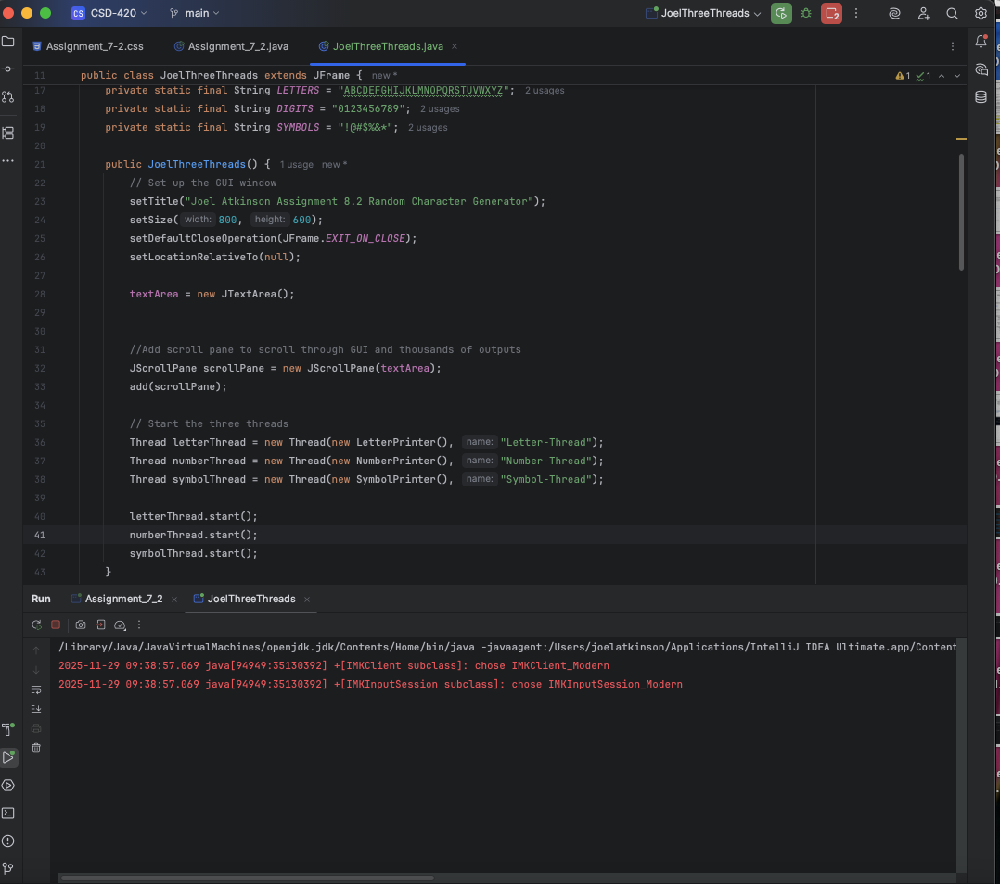 CS CSD-420 main JoelThreeThreads 2
Assignment_7-2.css Assignment_7_2.java JoelThreeThreads.java
11 public class JoelThreeThreads extends JFrame { new * 1 1
17 private static final String LETTERS = "ABCDEFGHIJKLMNOPQRSTUVWXYZ"; 2 usages
18 private static final String DIGITS = "0123456789"; 2 usages
19 private static final String SYMBOLS = "!@#$%&*"; 2 usages
20
21 public JoelThreeThreads() { 1 usage new *
22 // Set up the GUI window
23 setTitle("Joel Atkinson Assignment 8.2 Random Character Generator");
24 setSize( width: 800, height: 600);
25 setDefaultCloseOperation(JFrame.EXIT_ON_CLOSE);
26 setLocationRelativeTo(null);
27
28 textArea = new JTextArea();
29
30
31 //Add scroll pane to scroll through GUI and thousands of outputs
32 JScrollPane scrollPane = new JScrollPane(textArea);
33 add(scrollPane);
34
35 // Start the three threads
36 Thread letterThread = new Thread(new LetterPrinter(), name: "Letter-Thread");
37 Thread numberThread = new Thread(new NumberPrinter(), name: "Number-Thread");
38 Thread symbolThread = new Thread(new SymbolPrinter(), name: "Symbol-Thread");
39
40 letterThread.start();
41 numberThread.start();
42 symbolThread.start();
43 }
Run Assignment_7_2 JoelThreeThreads
/Library/Java/JavaVirtualMachines/openjdk.jdk/Contents/Home/bin/java -javaagent:/Users/joelatkinson/Applications/IntelliJ IDEA Ultimate.app/Content
2025-11-29 09:38:57.069 java[94949:35130392] +[IMKClient subclass]: chose IMKClient_Modern
2025-11-29 09:38:57.069 java[94949:35130392] +[IMKInputSession subclass]: chose IMKInputSession_Modern